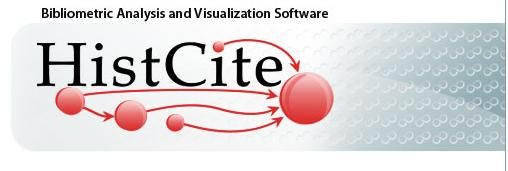 Bibliometric Analysis and Visualization Software
HistCite